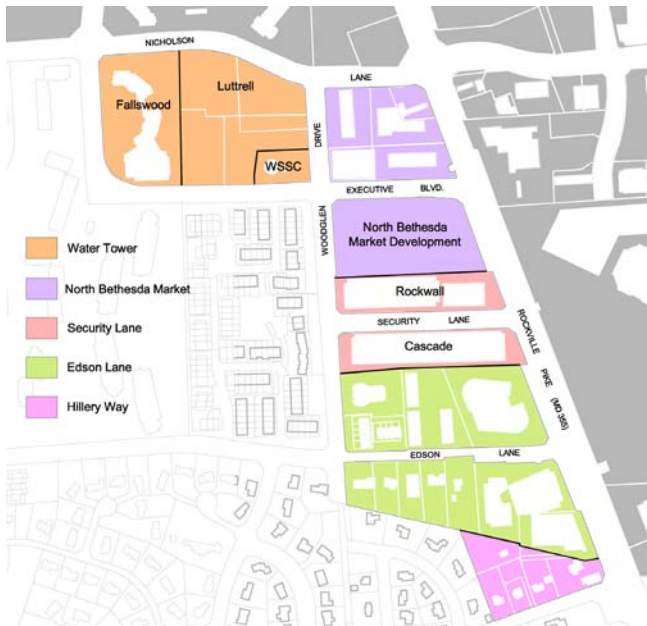 NICHOLSON
LANE
Luttrell
Fallswood
DRIVE
WSSC
EXECUTIVE BLVD.
WOODGLEN
North Bethesda
Market Development
Water Tower
North Bethesda Market
Security Lane
Edson Lane
Hillery Way
Rockwall
SECURITY LANE
ROCKVILLE
Cascade
PIKE
(MD 355)
EDSON LANE